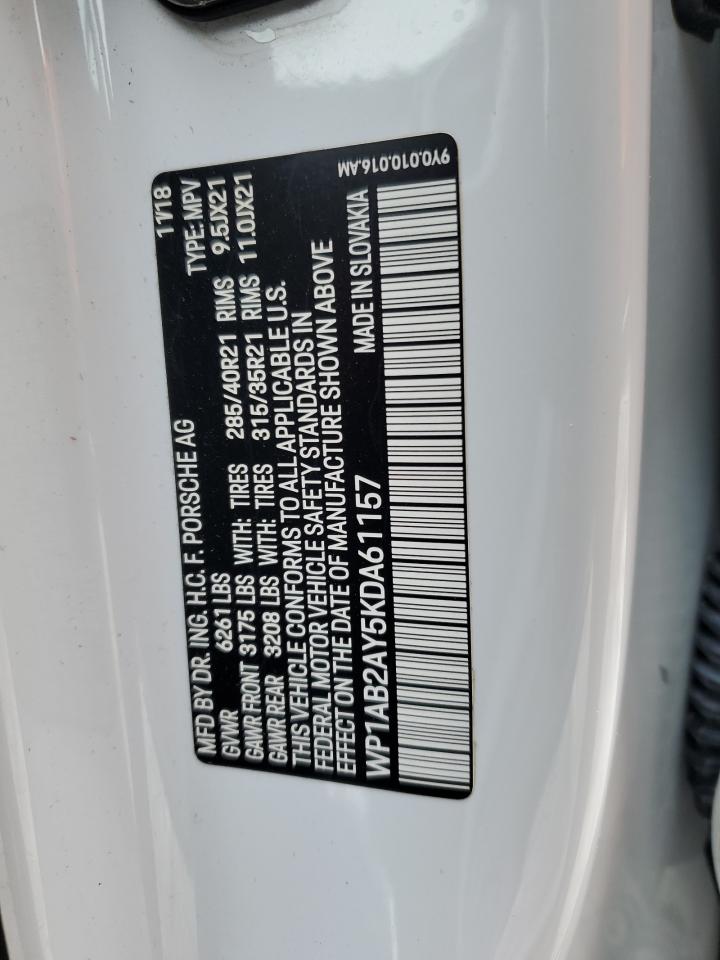 MFD BY DR. ING. H.C. F. PORSCHE AG 11/18
GVWR 6261 LBS TYPE: MPV
GAWR FRONT 3175 LBS WITH: TIRES 285/40R21 RIMS 9.5JX21
GAWR REAR 3208 LBS WITH: TIRES 315/35R21 RIMS 11.0JX21
THIS VEHICLE CONFORMS TO ALL APPLICABLE U.S.
FEDERAL MOTOR VEHICLE SAFETY STANDARDS IN
EFFECT ON THE DATE OF MANUFACTURE SHOWN ABOVE
WP1AB2AY5KDA61157 MADE IN SLOVAKIA
9Y0.010.016.AM